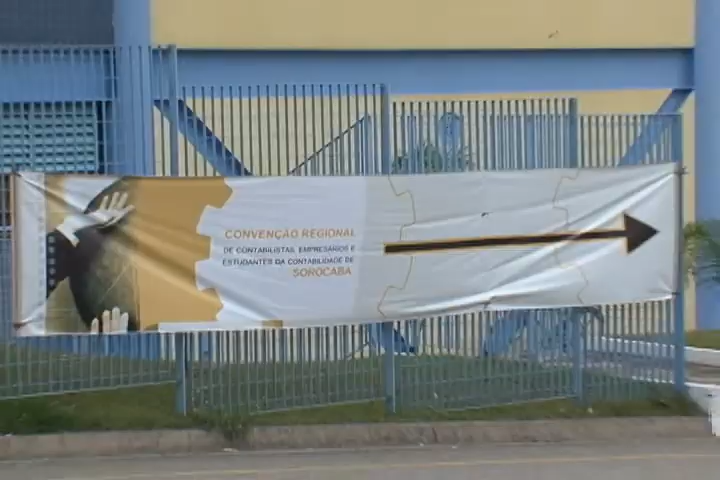 CONVENÇÃO REGIONAL
DE CONTABILISTAS, EMPRESÁRIOS E
ESTUDANTES DA CONTABILIDADE DE
SOROCABA